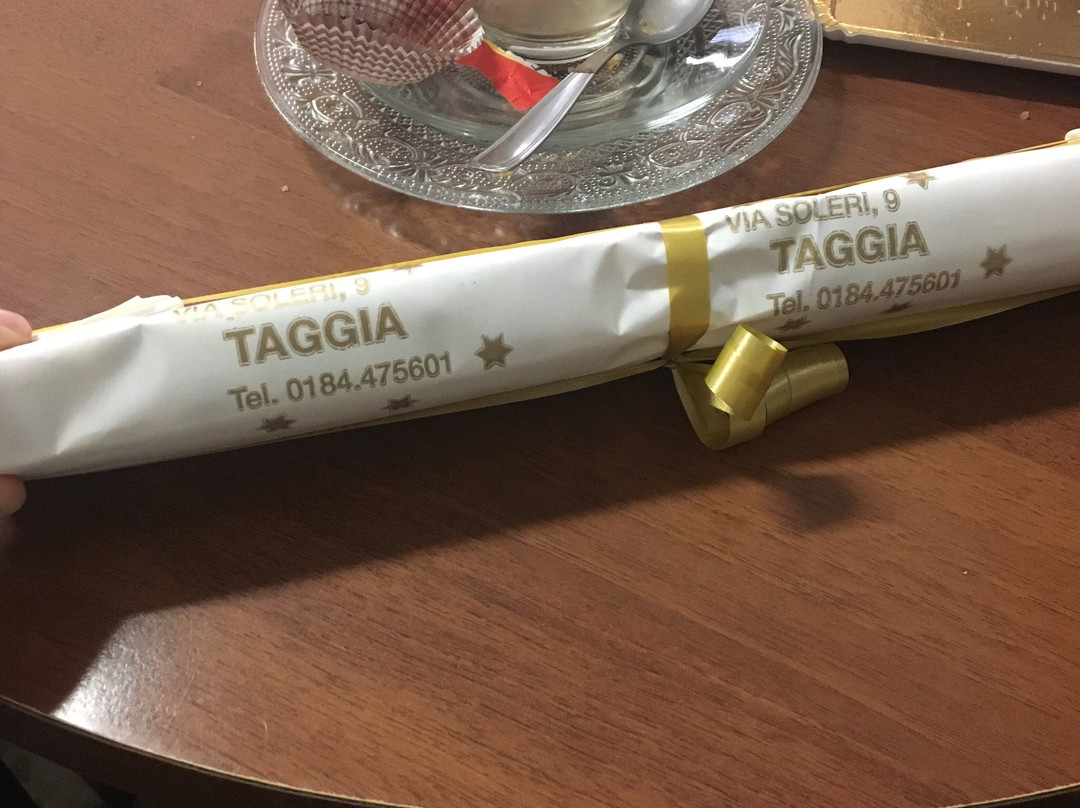 VIA SOLERI, 9
TAGGIA
Tel. 0184.475601
VIA SOLERI, 9
TAGGIA
Tel. 0184.475601